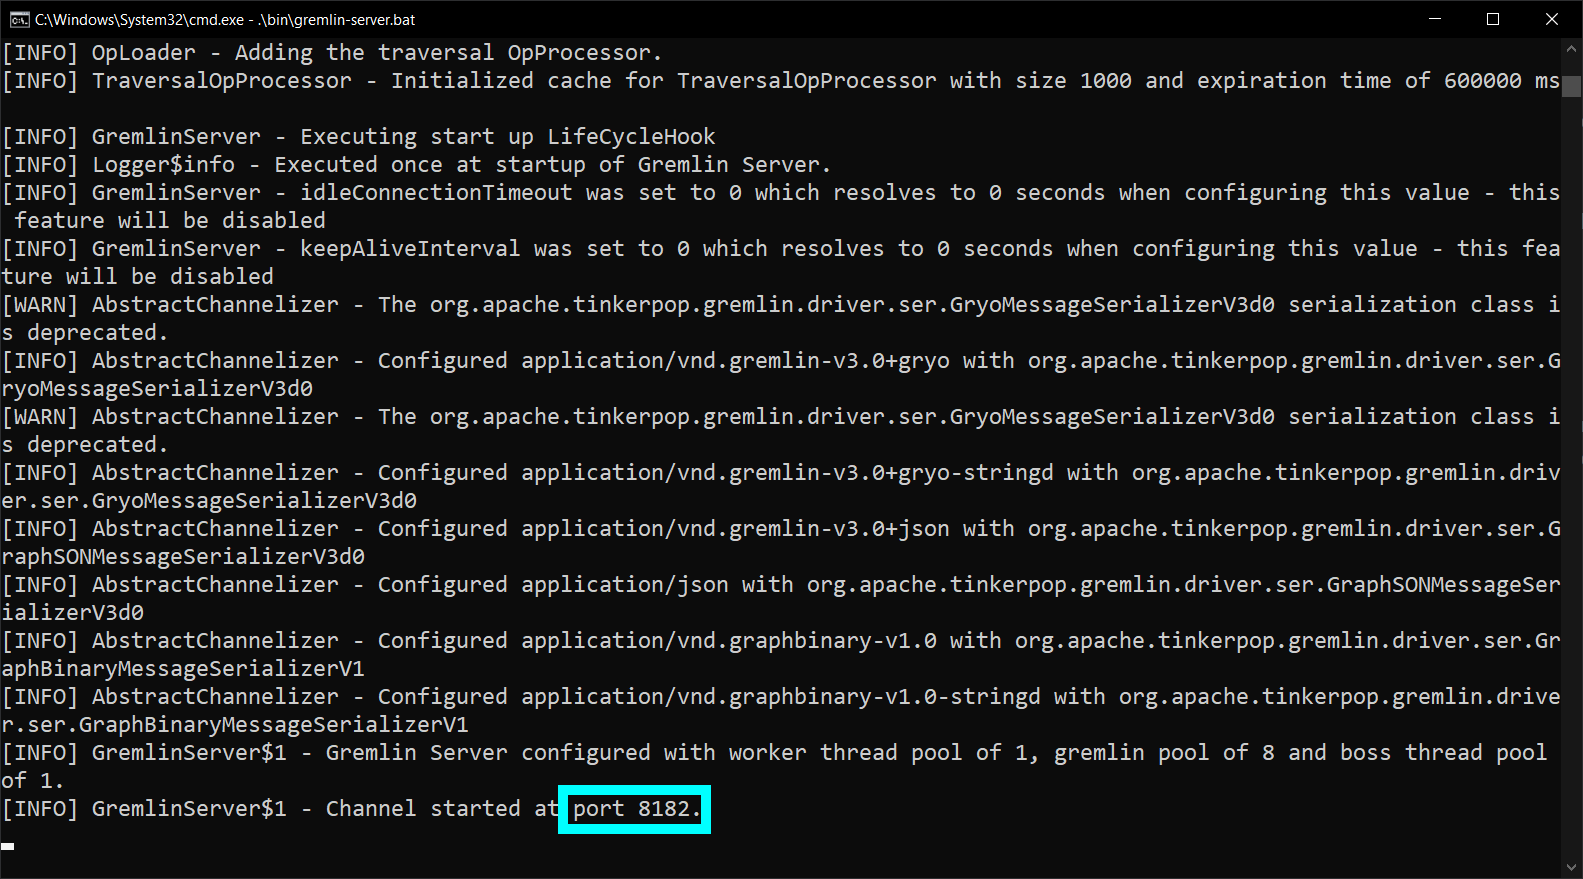 C:\Windows\System32\cmd.exe - .\bin\gremlin-server.bat
[INFO] OpLoader - Adding the traversal OpProcessor.
[INFO] TraversalOpProcessor - Initialized cache for TraversalOpProcessor with size 1000 and expiration time of 600000 ms
[INFO] GremlinServer - Executing start up LifeCycleHook
[INFO] Logger$info - Executed once at startup of Gremlin Server.
[INFO] GremlinServer - idleConnectionTimeout was set to 0 which resolves to 0 seconds when configuring this value - this
 feature will be disabled
[INFO] GremlinServer - keepAliveInterval was set to 0 which resolves to 0 seconds when configuring this value - this fea
ture will be disabled
[WARN] AbstractChannelizer - The org.apache.tinkerpop.gremlin.driver.ser.GryoMessageSerializerV3d0 serialization class i
s deprecated.
[INFO] AbstractChannelizer - Configured application/vnd.gremlin-v3.0+gryo with org.apache.tinkerpop.gremlin.driver.ser.G
ryoMessageSerializerV3d0
[WARN] AbstractChannelizer - The org.apache.tinkerpop.gremlin.driver.ser.GryoMessageSerializerV3d0 serialization class i
s deprecated.
[INFO] AbstractChannelizer - Configured application/vnd.gremlin-v3.0+gryo-stringd with org.apache.tinkerpop.gremlin.driv
er.ser.GryoMessageSerializerV3d0
[INFO] AbstractChannelizer - Configured application/vnd.gremlin-v3.0+json with org.apache.tinkerpop.gremlin.driver.ser.G
raphSONMessageSerializerV3d0
[INFO] AbstractChannelizer - Configured application/json with org.apache.tinkerpop.gremlin.driver.ser.GraphSONMessageSer
ializerV3d0
[INFO] AbstractChannelizer - Configured application/vnd.graphbinary-v1.0 with org.apache.tinkerpop.gremlin.driver.ser.Gr
aphBinaryMessageSerializerV1
[INFO] AbstractChannelizer - Configured application/vnd.graphbinary-v1.0-stringd with org.apache.tinkerpop.gremlin.drive
r.ser.GraphBinaryMessageSerializerV1
[INFO] GremlinServer$1 - Gremlin Server configured with worker thread pool of 1, gremlin pool of 8 and boss thread pool
of 1.
[INFO] GremlinServer$1 - Channel started at port 8182.